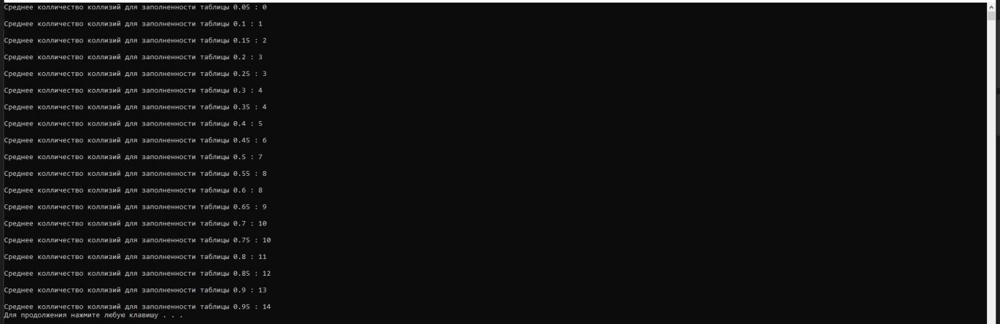 Среднее колличество коллизий для заполненности таблицы 0.05 : 0
Среднее колличество коллизий для заполненности таблицы 0.1 : 1
Среднее колличество коллизий для заполненности таблицы 0.15 : 2
Среднее колличество коллизий для заполненности таблицы 0.2 : 3
Среднее колличество коллизий для заполненности таблицы 0.25 : 3
Среднее колличество коллизий для заполненности таблицы 0.3 : 4
Среднее колличество коллизий для заполненности таблицы 0.35 : 4
Среднее колличество коллизий для заполненности таблицы 0.4 : 5
Среднее колличество коллизий для заполненности таблицы 0.45 : 6
Среднее колличество коллизий для заполненности таблицы 0.5 : 7
Среднее колличество коллизий для заполненности таблицы 0.55 : 8
Среднее колличество коллизий для заполненности таблицы 0.6 : 8
Среднее колличество коллизий для заполненности таблицы 0.65 : 9
Среднее колличество коллизий для заполненности таблицы 0.7 : 10
Среднее колличество коллизий для заполненности таблицы 0.75 : 10
Среднее колличество коллизий для заполненности таблицы 0.8 : 11
Среднее колличество коллизий для заполненности таблицы 0.85 : 12
Среднее колличество коллизий для заполненности таблицы 0.9 : 13
Среднее колличество коллизий для заполненности таблицы 0.95 : 14
Для продолжения нажмите любую клавишу . . .